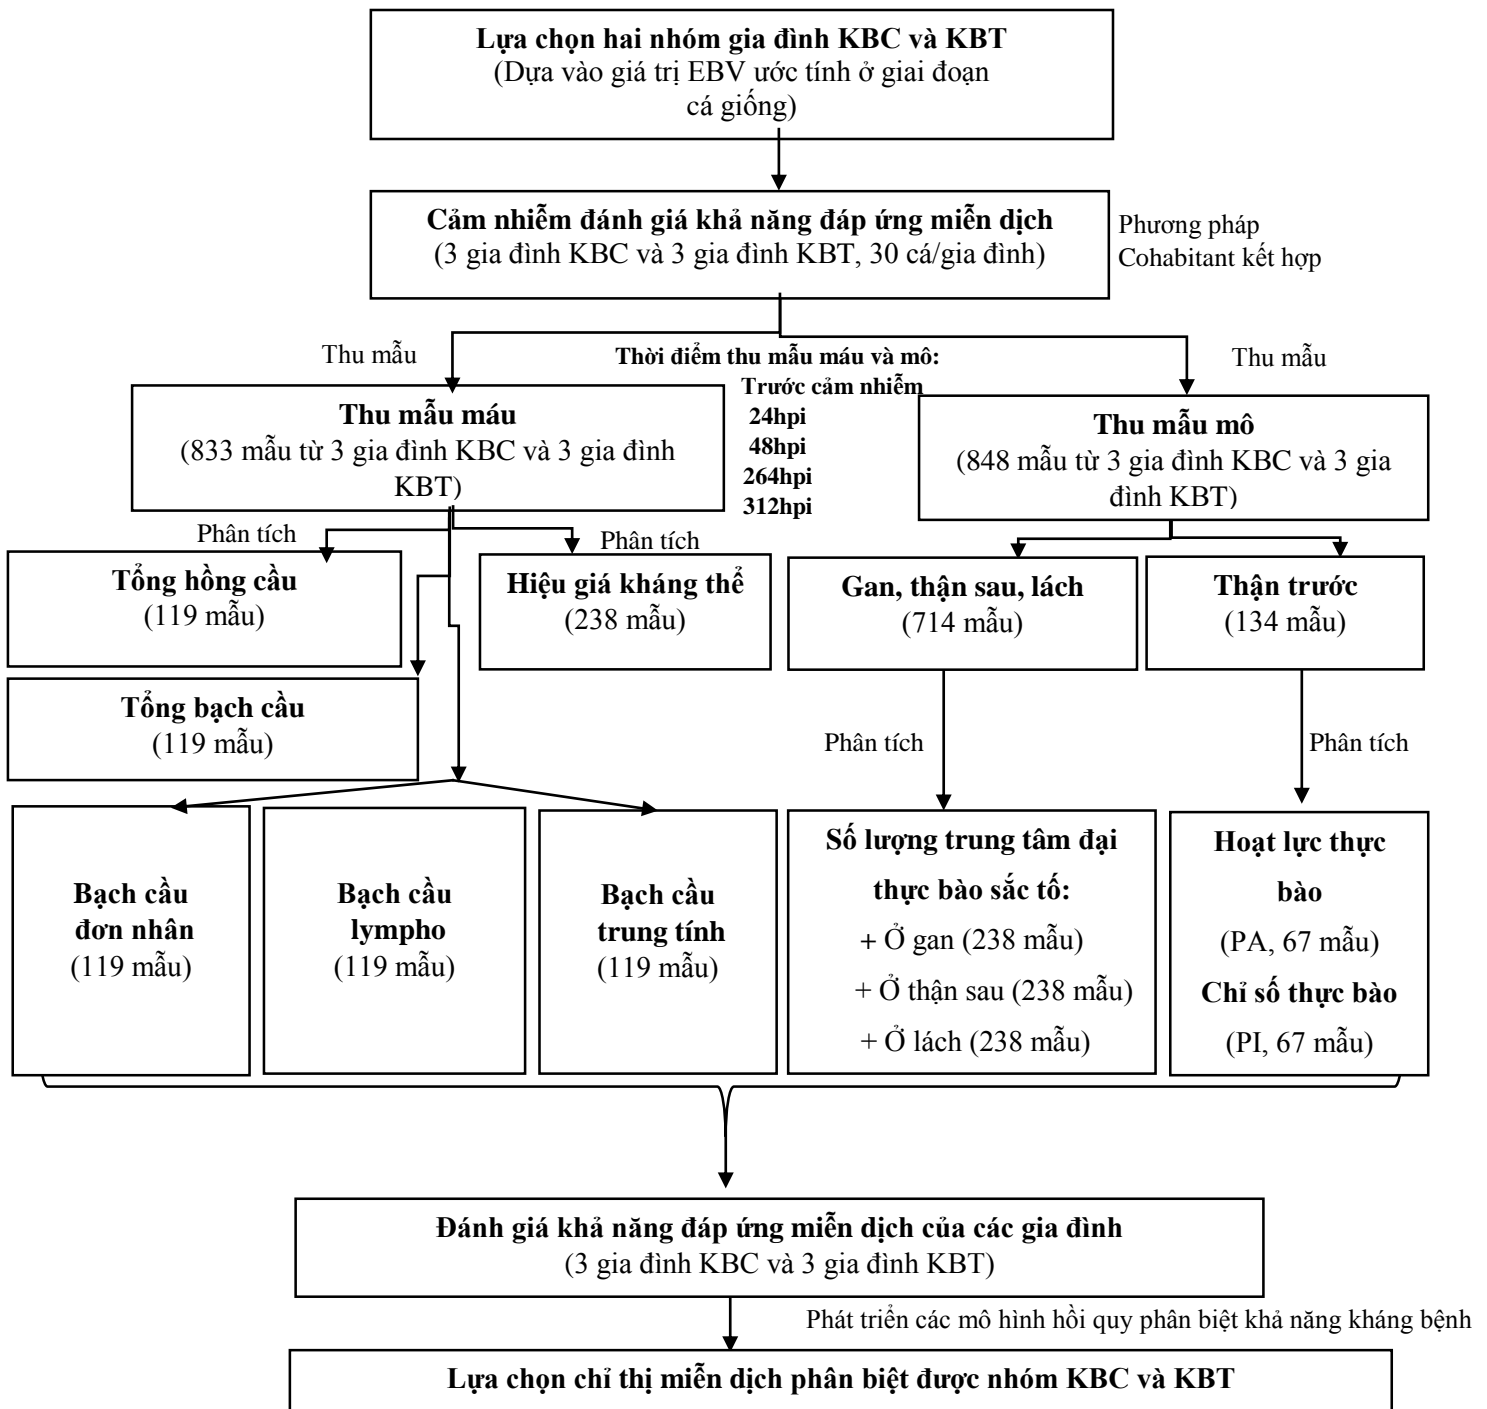 Lựa chọn hai nhóm gia đình KBC và KBT
(Dựa vào giá trị EBV ước tính ở giai đoạn
cá giống)
Cảm nhiễm đánh giá khả năng đáp ứng miễn dịch
(3 gia đình KBC và 3 gia đình KBT, 30 cá/gia đình)
Phương pháp
Cohabitant kết hợp
Thu mẫu
Thời điểm thu mẫu máu và mô:
Trước cảm nhiễm
24hpi
48hpi
264hpi
312hpi
Thu mẫu
Thu mẫu máu
(833 mẫu từ 3 gia đình KBC và 3 gia đình
KBT)
Thu mẫu mô
(848 mẫu từ 3 gia đình KBC và 3 gia
đình KBT)
Phân tích
Phân tích
Tổng hồng cầu
(119 mẫu)
Hiệu giá kháng thể
(238 mẫu)
Gan, thận sau, lách
(714 mẫu)
Thận trước
(134 mẫu)
Tổng bạch cầu
(119 mẫu)
Phân tích
Phân tích
Bạch cầu
đơn nhân
(119 mẫu)
Bạch cầu
lympho
(119 mẫu)
Bạch cầu
trung tính
(119 mẫu)
Số lượng trung tâm đại
thực bào sắc tố:
+ Ở gan (238 mẫu)
+ Ở thận sau (238 mẫu)
+ Ở lách (238 mẫu)
Hoạt lực thực
bào
(PA, 67 mẫu)
Chỉ số thực bào
(PI, 67 mẫu)
Đánh giá khả năng đáp ứng miễn dịch của các gia đình
(3 gia đình KBC và 3 gia đình KBT)
Phát triển các mô hình hồi quy phân biệt khả năng kháng bệnh
Lựa chọn chỉ thị miễn dịch phân biệt được nhóm KBC và KBT